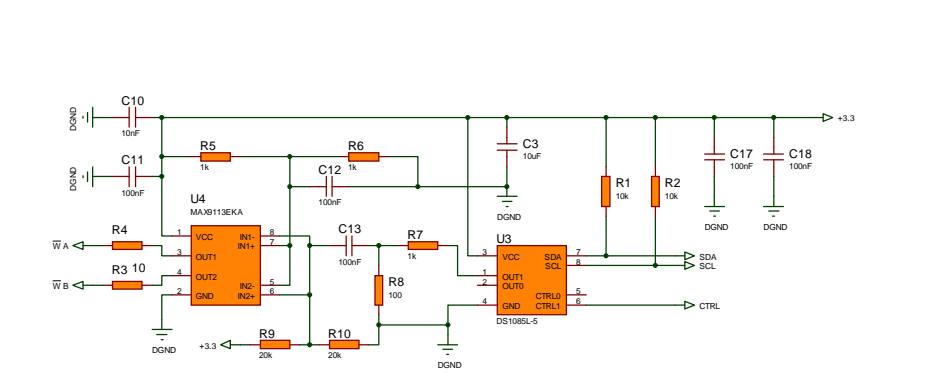 C10
10nF
DGND
+3.3
C11
100nF
DGND
R5
1k
R6
1k
C12
100nF
C3
10uF
DGND
C17
100nF
DGND
C18
100nF
DGND
R1
10k
R2
10k
U4
MAX9113EKA
1 VCC
3 OUT1
4 OUT2
2 GND
IN1- 8
IN1+ 7
IN2- 5
IN2+ 6
W A
R4
W B
R3 10
DGND
C13
100nF
R7
1k
R8
100
+3.3
R9
20k
R10
20k
DGND
U3
3 VCC
1 OUT1
2 OUT0
4 GND
SDA 7
SCL 8
CTRL0 5
CTRL1 6
DS1085L-5
SDA
SCL
CTRL